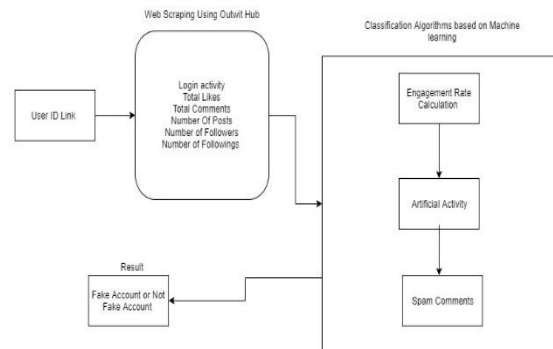 Web Scraping Using Outwit Hub
Login activity
Total Likes
Total Comments
Number Of Posts
Number of Followers
Number of Followings
User ID Link
Classification Algorithms based on Machine
learning
Engagement Rate
Calculation
Artificial Activity
Spam Comments
Result
Fake Account or Not
Fake Account